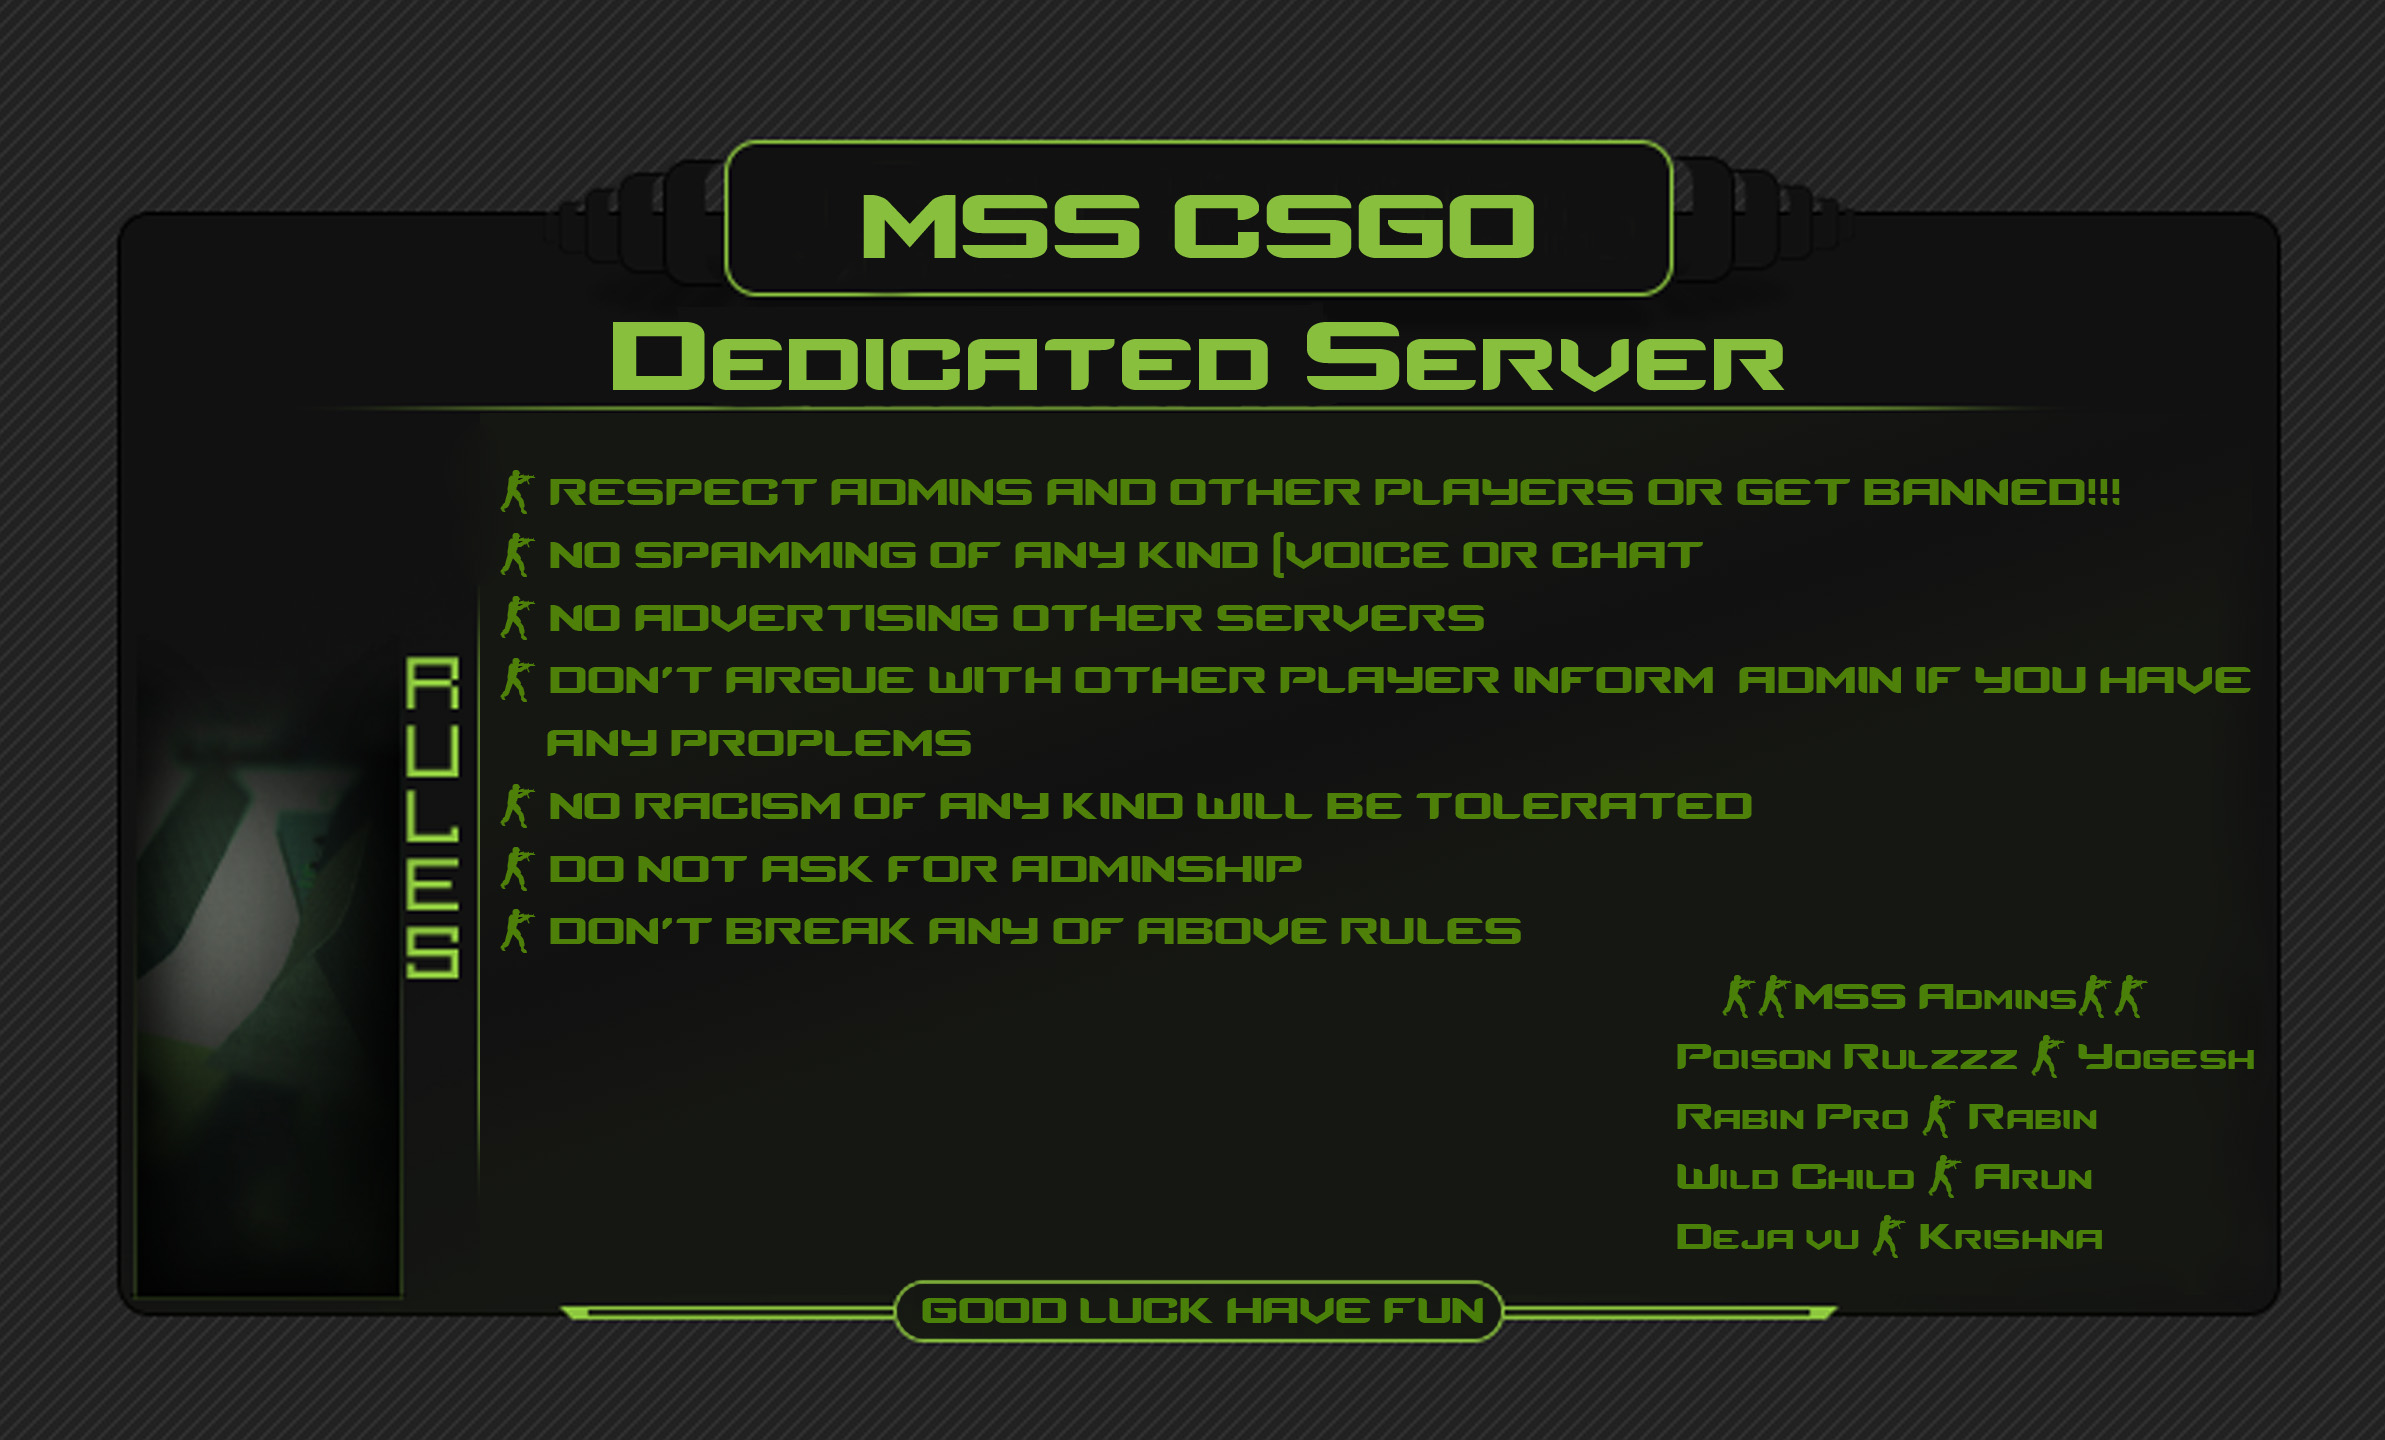 MSS CSGO
Dedicated Server
RULES
RESPECT ADMINS AND OTHER PLAYERS OR GET BANNED!!!
NO SPAMMING OF ANY KIND (VOICE OR CHAT
NO ADVERTISING OTHER SERVERS
DON'T ARGUE WITH OTHER PLAYER INFORM ADMIN IF YOU HAVE
ANY PROPLEMS
NO RACISM OF ANY KIND WILL BE TOLERATED
DO NOT ASK FOR ADMINSHIP
DON'T BREAK ANY OF ABOVE RULES
MSS Admins
Poison Rulzzz Yogesh
Rabin Pro Rabin
Wild Child Arun
Deja vu Krishna
GOOD LUCK HAVE FUN